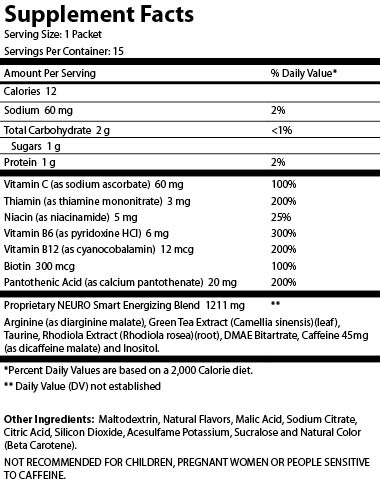 Supplement Facts
Serving Size: 1 Packet
Servings Per Container: 15
Amount Per Serving % Daily Value*
Calories 12
Sodium 60 mg 2%
Total Carbohydrate 2 g <1%
Sugars 1 g
Protein 1 g 2%
Vitamin C (as sodium ascorbate) 60 mg 100%
Thiamin (as thiamine mononitrate) 3 mg 200%
Niacin (as niacinamide) 5 mg 25%
Vitamin B6 (as pyridoxine HCl) 6 mg 300%
Vitamin B12 (as cyanocobalamin) 12 mcg 200%
Biotin 300 mcg 100%
Pantothenic Acid (as calcium pantothenate) 20 mg 200%
Proprietary NEURO Smart Energizing Blend 1211 mg **
Arginine (as diarginine malate), Green Tea Extract (Camellia sinensis)(leaf),
Taurine, Rhodiola Extract (Rhodiola rosea)(root), DMAE Bitartrate, Caffeine 45mg
(as dicaffeine malate) and Inositol.
*Percent Daily Values are based on a 2,000 Calorie diet.
** Daily Value (DV) not established
Other Ingredients: Maltodextrin, Natural Flavors, Malic Acid, Sodium Citrate,
Citric Acid, Silicon Dioxide, Acesulfame Potassium, Sucralose and Natural Color
(Beta Carotene).
NOT RECOMMENDED FOR CHILDREN, PREGNANT WOMEN OR PEOPLE SENSITIVE
TO CAFFEINE.